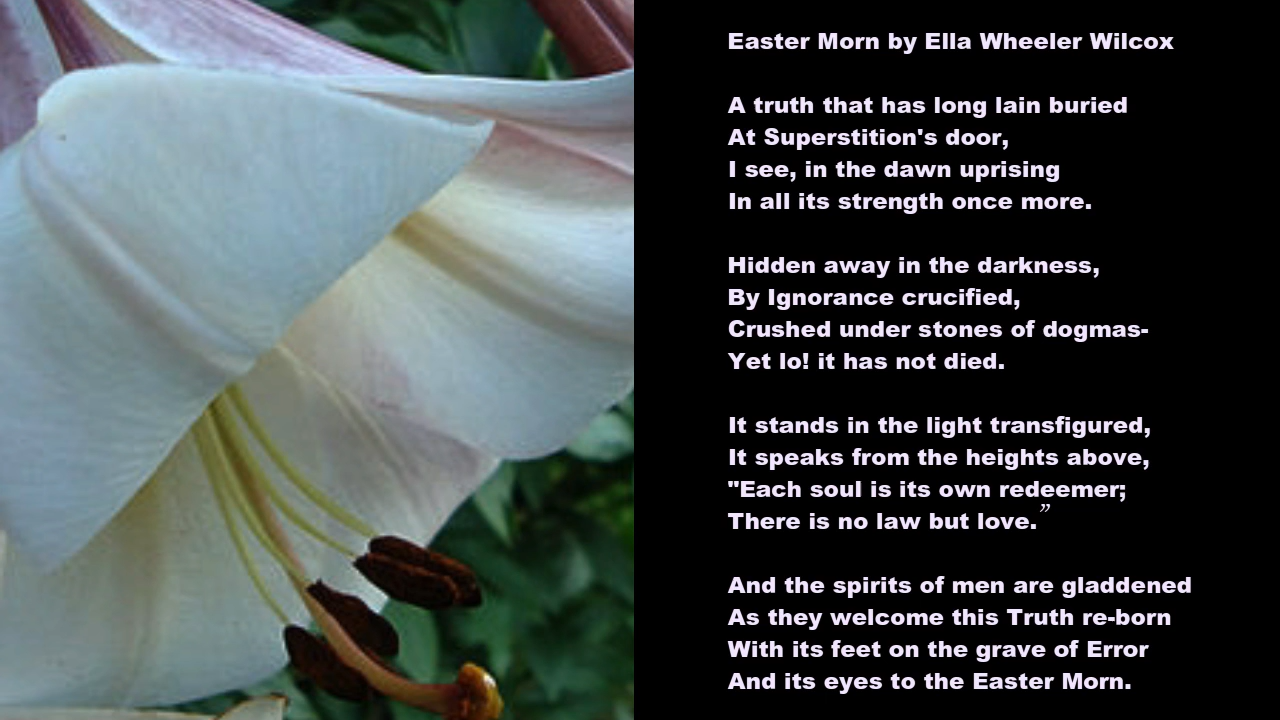 Easter Morn by Ella Wheeler Wilcox
A truth that has long lain buried
At Superstition's door,
I see, in the dawn uprising
In all its strength once more.
Hidden away in the darkness,
By Ignorance crucified,
Crushed under stones of dogmas-
Yet lo! it has not died.
It stands in the light transfigured,
It speaks from the heights above,
"Each soul is its own redeemer;
There is no law but love.”
And the spirits of men are gladdened
As they welcome this Truth re-born
With its feet on the grave of Error
And its eyes to the Easter Morn.